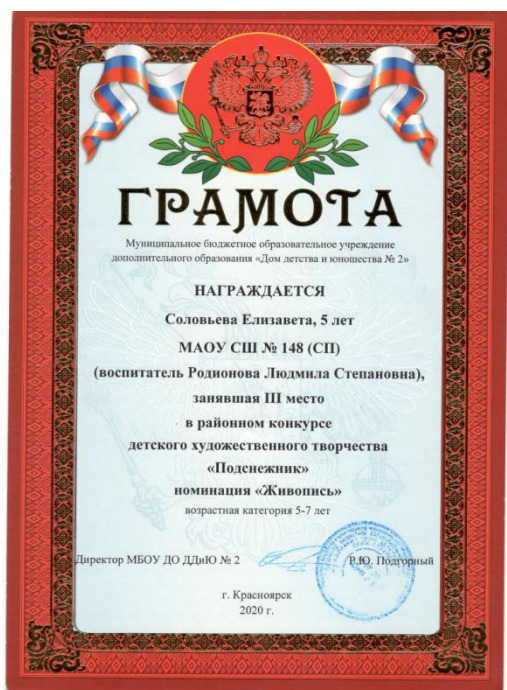 ГРАМОТА
Муниципальное бюджетное образовательное учреждение
дополнительного образования «Дом детства и юношества № 2»
НАГРАЖДАЕТСЯ
Соловьева Елизавета, 5 лет
МАОУ СШ № 148 (СП)
(воспитатель Родионова Людмила Степановна),
занявшая III место
в районном конкурсе
детского художественного творчества
«Подснежник»
номинация «Живопись»
возрастная категория 5-7 лет
Директор МБОУ ДО ДДиЮ № 2 Р.Ю. Подгорный
г. Красноярск
2020 г.